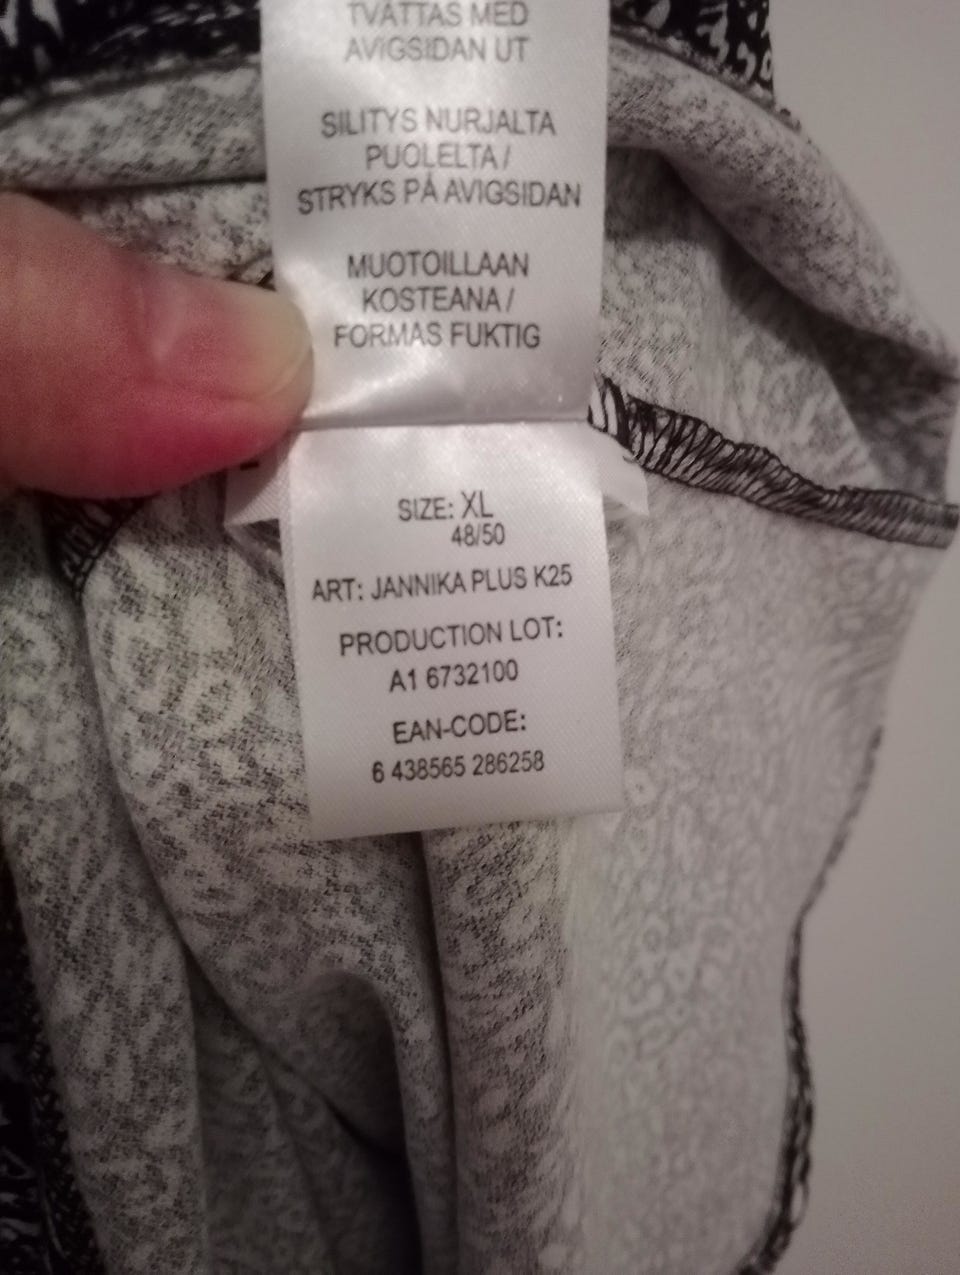 TVÄTTAS MED
AVIGSIDAN UT
SILITYS NURJALTA
PUOLELTA /
STRYKS PÅ AVIGSIDAN
MUOTOILLAAN
KOSTEANA /
FORMAS FUKTIG
SIZE: XL
48/50
ART: JANNIKA PLUS K25
PRODUCTION LOT:
A1 6732100
EAN-CODE:
6 438565 286258